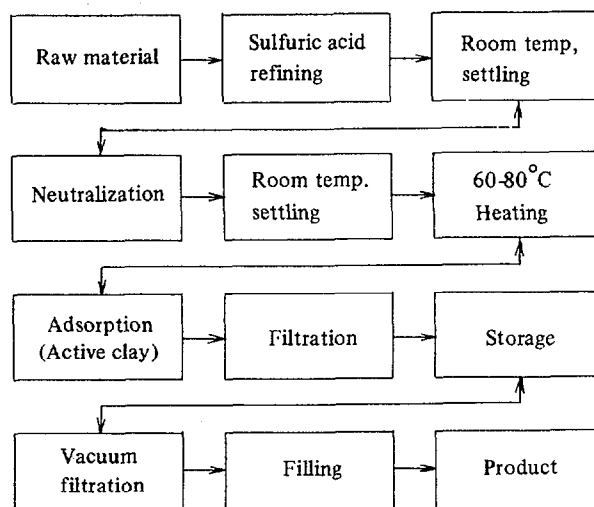 Raw material
Sulfuric acid
refining
Room temp,
settling
Neutralization
Room temp.
settling
60-80°C
Heating
Adsorption
(Active clay)
Filtration
Storage
Vacuum
filtration
Filling
Product